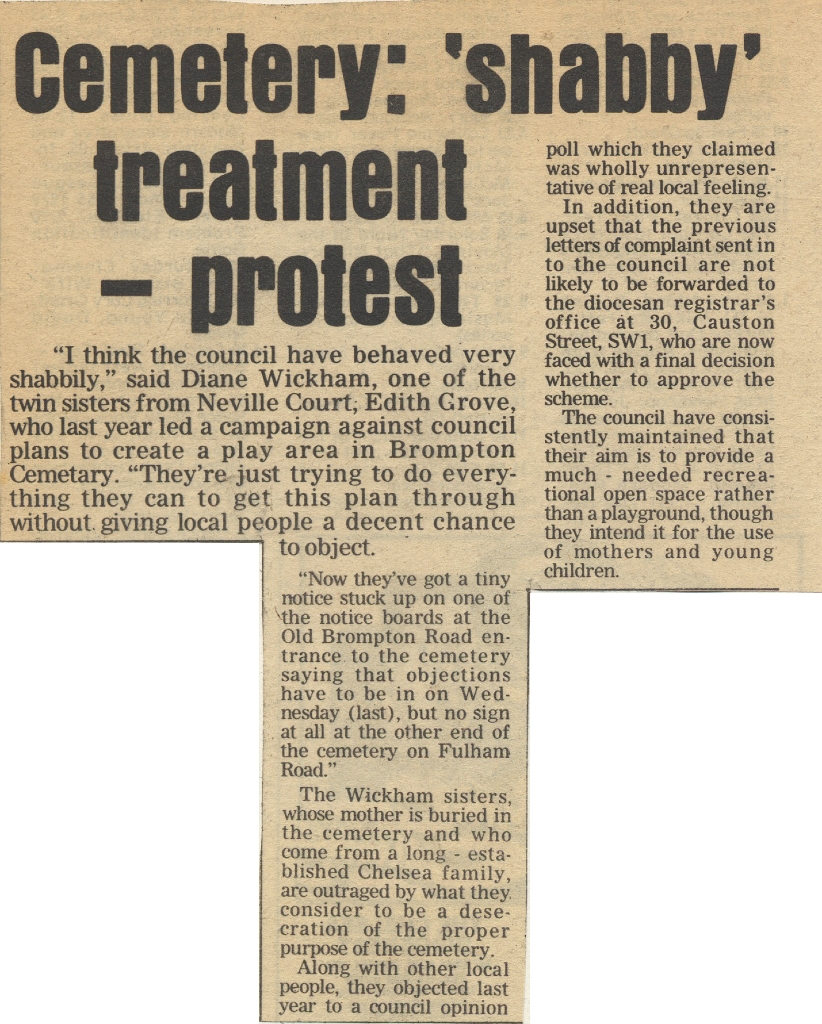 Cemetery: 'shabby'
treatment
— protest
"I think the council have behaved very
shabbily," said Diane Wickham, one of the
twin sisters from Neville Court, Edith Grove,
who last year led a campaign against council
plans to create a play area in Brompton
Cemetary. "They're just trying to do every-
thing they can to get this plan through
without giving local people a decent chance
to object.
"Now they've got a tiny
notice stuck up on one of
the notice boards at the
Old Brompton Road en-
trance to the cemetery
saying that objections
have to be in on Wed-
nesday (last), but no sign
at all at the other end of
the cemetery on Fulham
Road."
The Wickham sisters,
whose mother is buried in
the cemetery and who
come from a long - esta-
blished Chelsea family,
are outraged by what they
consider to be a dese-
cration of the proper
purpose of the cemetery.
Along with other local
people, they objected last
year to a council opinion
poll which they claimed
was wholly unrepresen-
tative of real local feeling.
In addition, they are
upset that the previous
letters of complaint sent in
to the council are not
likely to be forwarded to
the diocesan registrar's
office at 30, Causton
Street, SW1, who are now
faced with a final decision
whether to approve the
scheme.
The council have consi-
stently maintained that
their aim is to provide a
much - needed recrea-
tional open space rather
than a playground, though
they intend it for the use
of mothers and young
children.